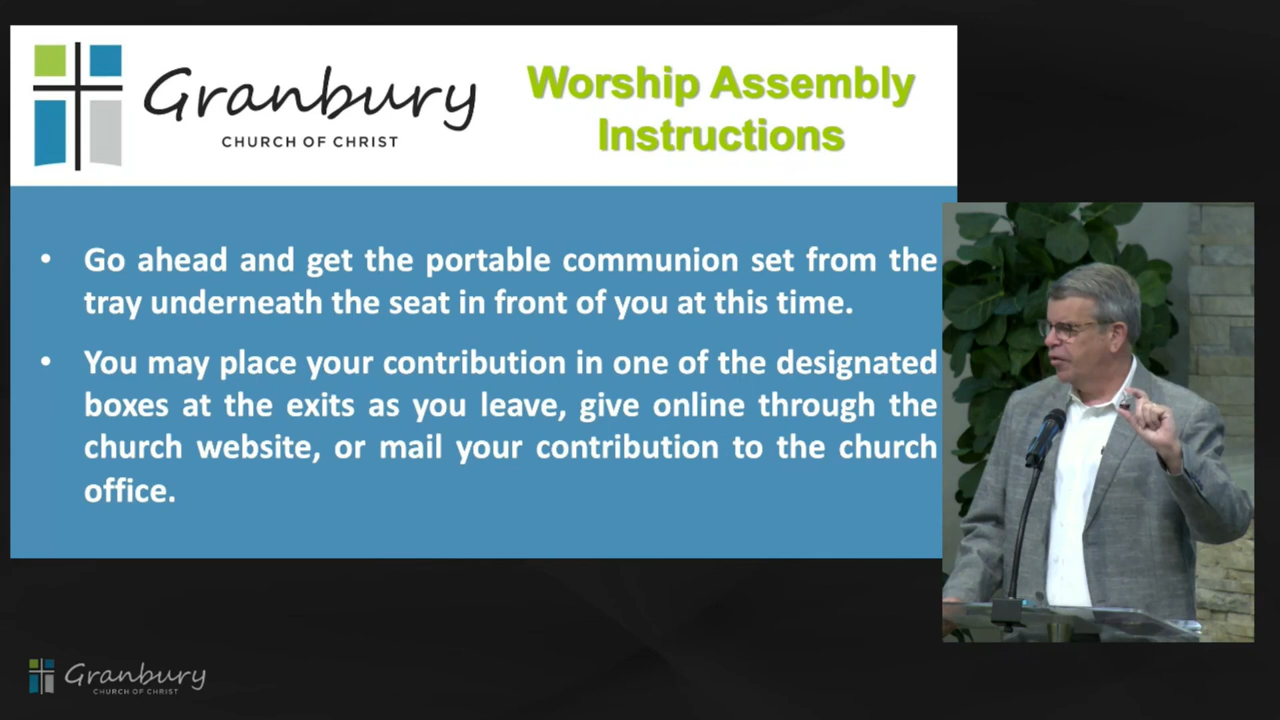 Granbury
CHURCH OF CHRIST
Worship Assembly
Instructions
• Go ahead and get the portable communion set from the
tray underneath the seat in front of you at this time.
• You may place your contribution in one of the designated
boxes at the exits as you leave, give online through the
church website, or mail your contribution to the church
office.
Granbury
CHURCH OF CHRIST